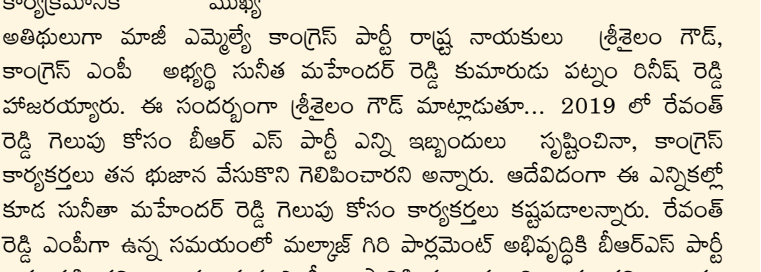 కార్యక్రమానికి ముఖ్య
అతిథులుగా మాజీ ఎమ్మెల్యే కాంగ్రెస్ పార్టీ రాష్ట్ర నాయకులు శ్రీశైలం గౌడ్,
కాంగ్రెస్ ఎంపీ అభ్యర్థి సునీత మహేందర్ రెడ్డి కుమారుడు పట్నం రినీష్ రెడ్డి
హాజరయ్యారు. ఈ సందర్భంగా శ్రీశైలం గౌడ్ మాట్లాడుతూ... 2019 లో రేవంత్
రెడ్డి గెలుపు కోసం బీఆర్ ఎస్ పార్టీ ఎన్ని ఇబ్బందులు సృష్టించినా, కాంగ్రెస్
కార్యకర్తలు తన భుజాన వేసుకొని గెలిపించారని అన్నారు. ఆదేవిదంగా ఈ ఎన్నికల్లో
కూడ సునీతా మహేందర్ రెడ్డి గెలుపు కోసం కార్యకర్తలు కష్టపడాలన్నారు. రేవంత్
రెడ్డి ఎంపీగా ఉన్న సమయంలో మల్కాజ్ గిరి పార్లమెంట్ అభివృద్ధికి బీఆర్ఎస్ పార్టీ